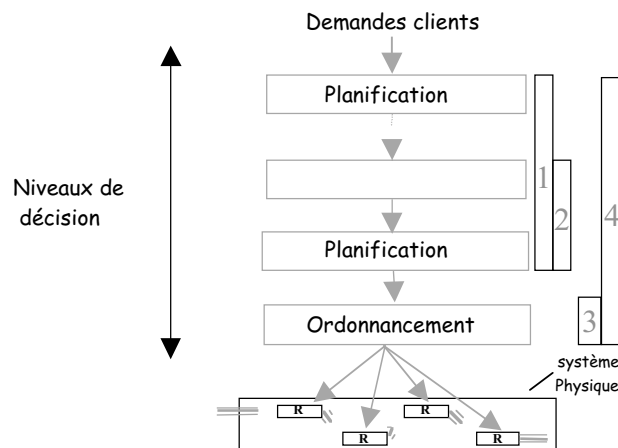 Demandes clients
Planification
1
4
Niveaux de
décision
2
Planification
3
Ordonnancement
système
Physique
R
R
R
R